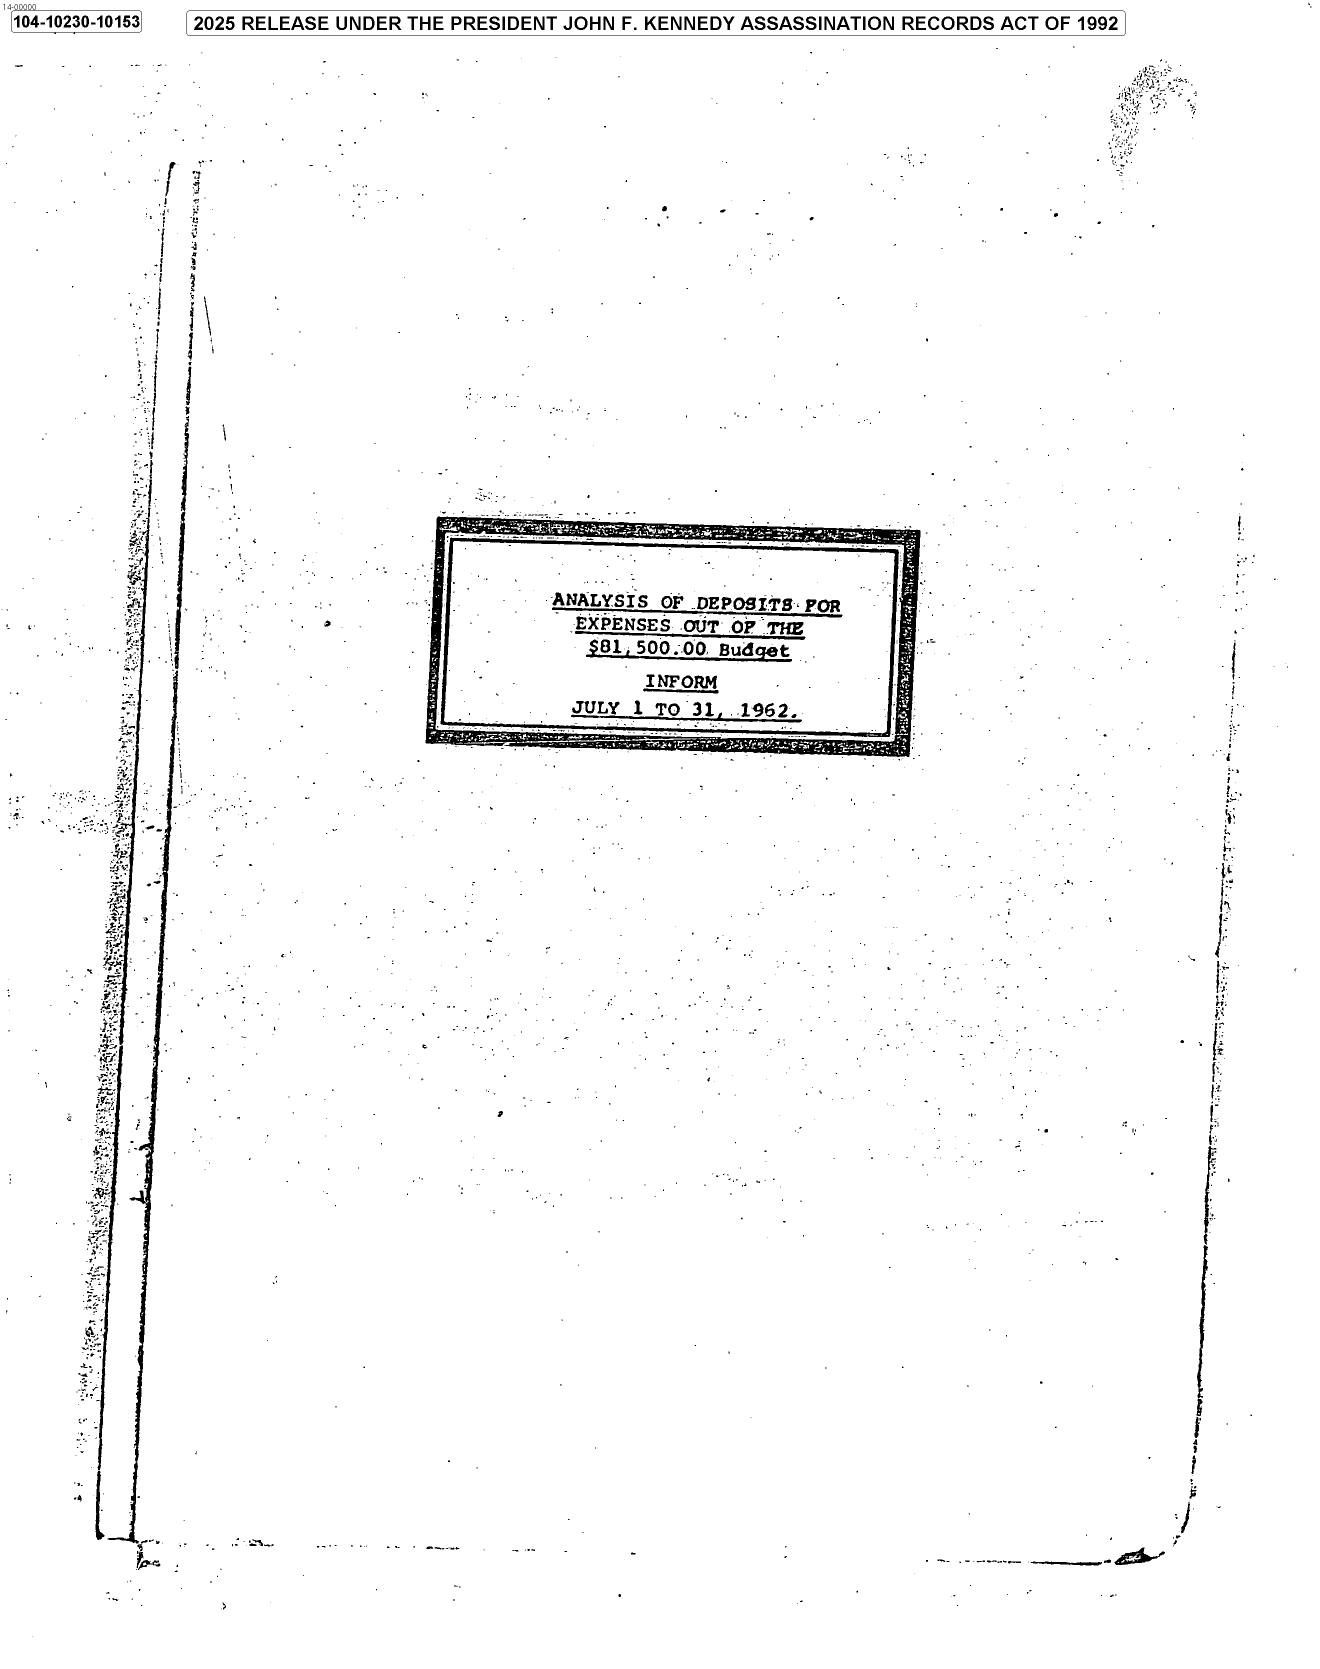 14-00000
104-10230-10153
2025 RELEASE UNDER THE PRESIDENT JOHN F. KENNEDY ASSASSINATION RECORDS ACT OF 1992
ANALYSIS OF DEPOSITS FOR
EXPENSES OUT OF THE
$81,500.00 Budget
INFORM
JULY 1 TO 31, 1962.